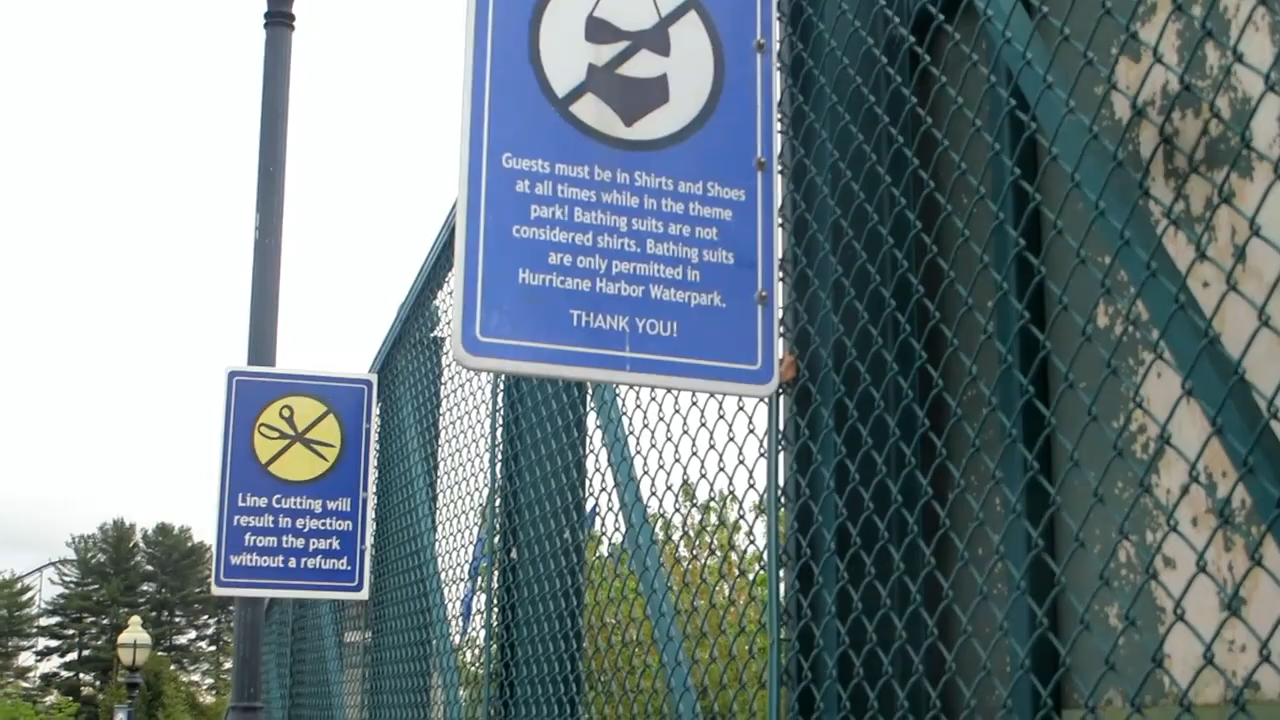 Guests must be in Shirts and Shoes
at all times while in the theme
park! Bathing suits are not
considered shirts. Bathing suits
are only permitted in
Hurricane Harbor Waterpark.
THANK YOU!
Line Cutting will
result in ejection
from the park
without a refund.